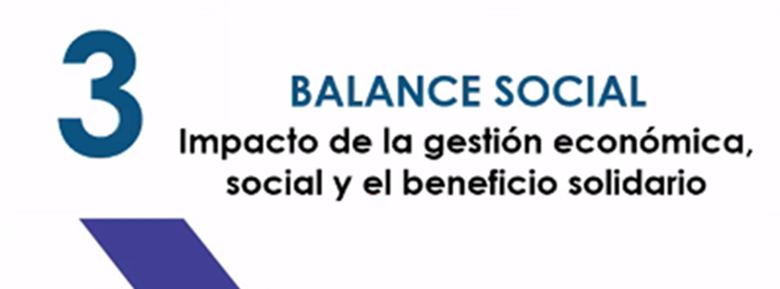 3
BALANCE SOCIAL
Impacto de la gestión económica,
social y el beneficio solidario